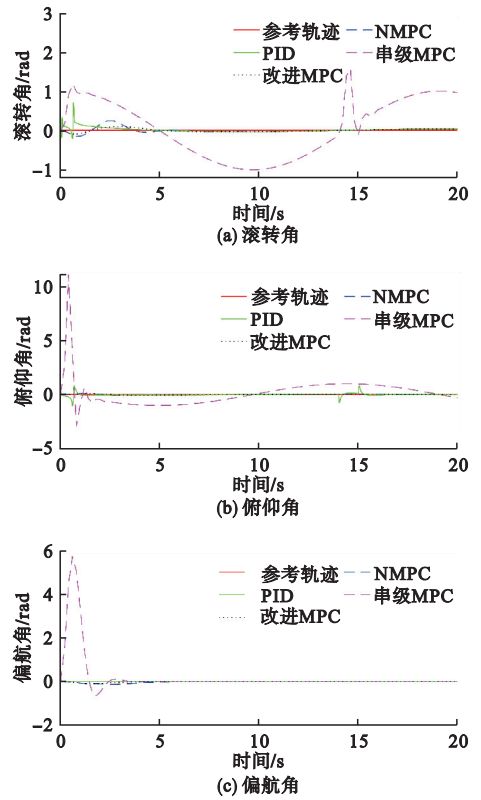 3
参考轨迹 NMPC
2
PID 串级MPC
改进MPC
1
0
−1
滚转角/rad
0 5 10 15 20
时间/s
(a) 滚转角
10
参考轨迹 NMPC
PID 串级MPC
5
改进MPC
0
−5
俯仰角/rad
0 5 10 15 20
时间/s
(b) 俯仰角
6
参考轨迹 NMPC
4
PID 串级MPC
改进MPC
2
0
−2
偏航角/rad
0 5 10 15 20
时间/s
(c) 偏航角